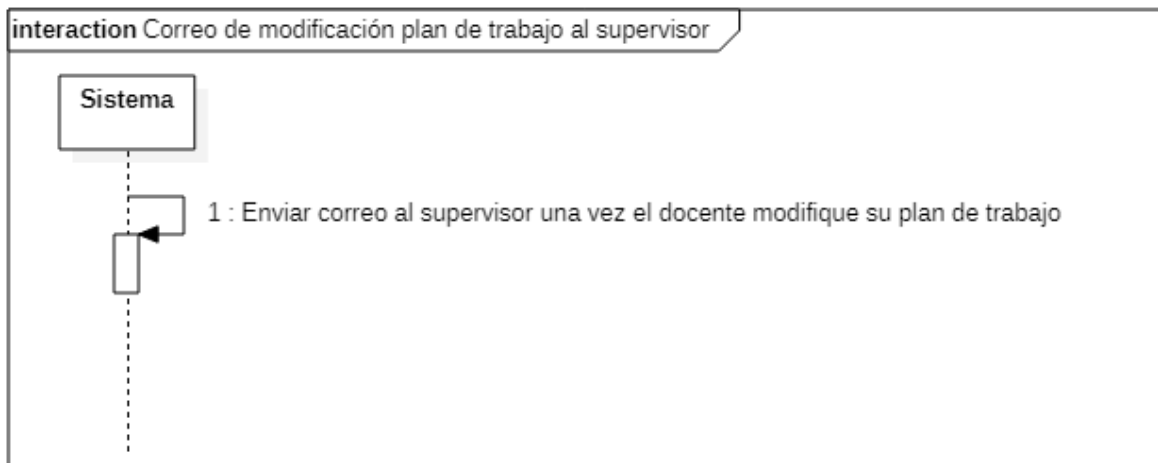 interaction Correo de modificación plan de trabajo al supervisor
Sistema
1 : Enviar correo al supervisor una vez el docente modifique su plan de trabajo